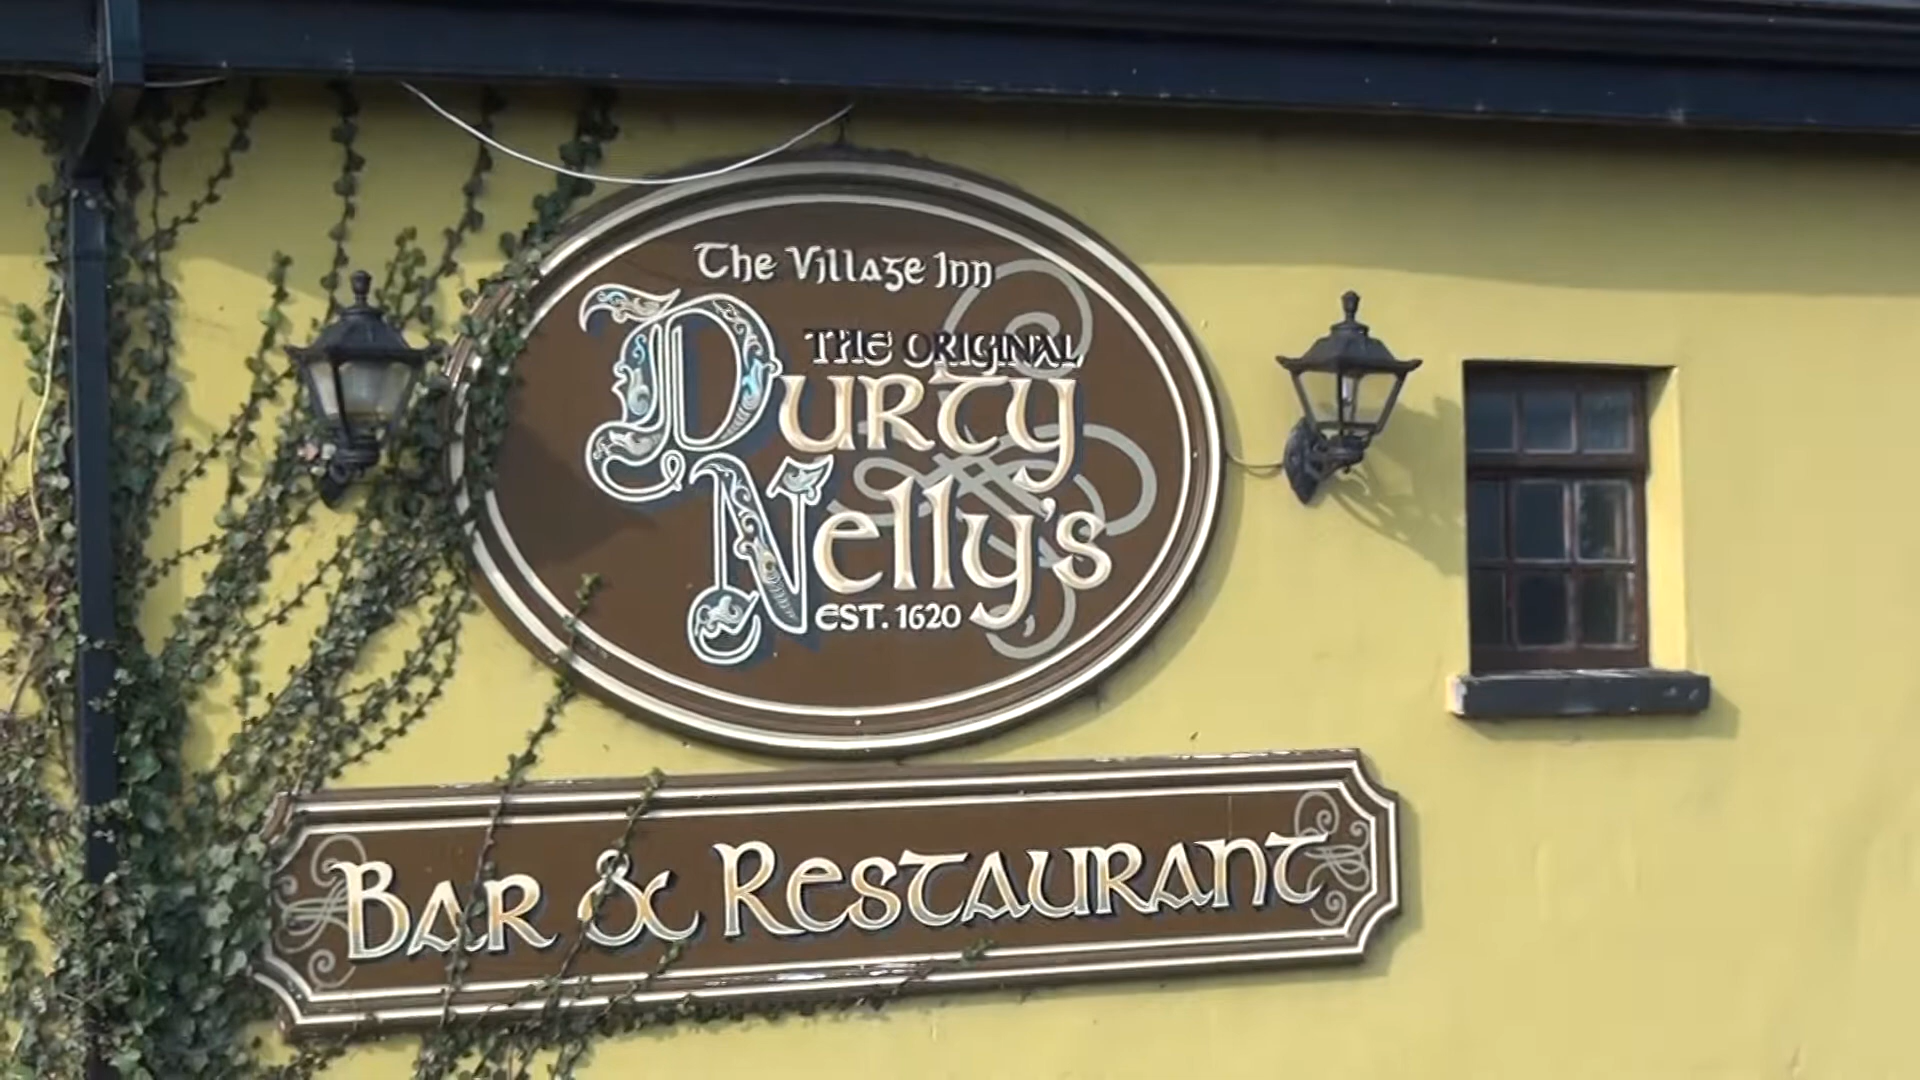 The Village Inn
THE ORIGINAL
Durty
Nelly's
EST. 1620
BAR & RESTAURANT